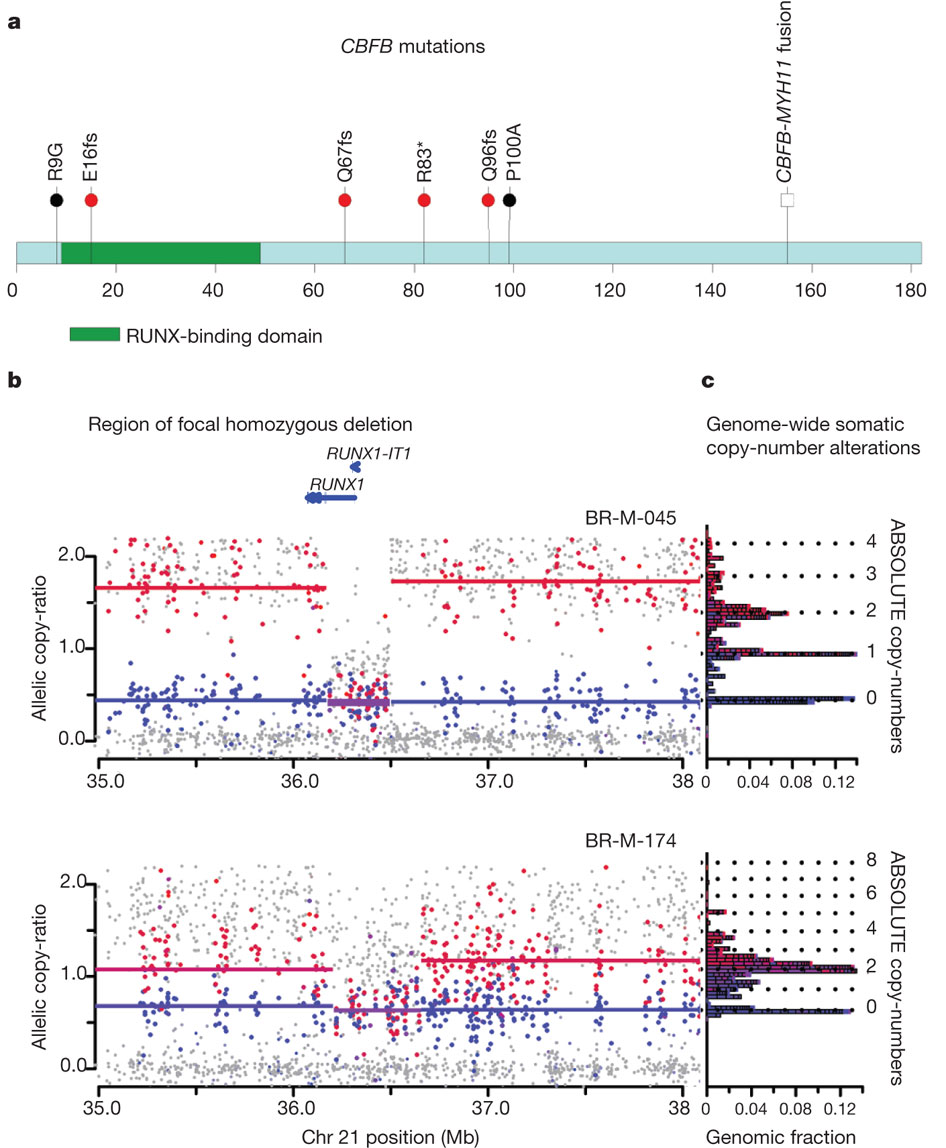 a
CBFB mutations
R9G
E16fs
Q67fs
R83*
Q96fs
P100A
CBFB-MYH11 fusion
0 20 40 60 80 100 120 140 160 180
RUNX-binding domain
b
Region of focal homozygous deletion
RUNX1-IT1
RUNX1
c
Genome-wide somatic
copy-number alterations
BR-M-045
Allelic copy-ratio
2.0
1.0
0.0
35.0 36.0 37.0 38
4
3
2
1
0
ABSOLUTE copy-numbers
0 0.04 0.08 0.12
BR-M-174
Allelic copy-ratio
2.0
1.0
0.0
35.0 36.0 37.0 38
Chr 21 position (Mb)
8
6
4
2
0
ABSOLUTE copy-numbers
0 0.04 0.08 0.12
Genomic fraction